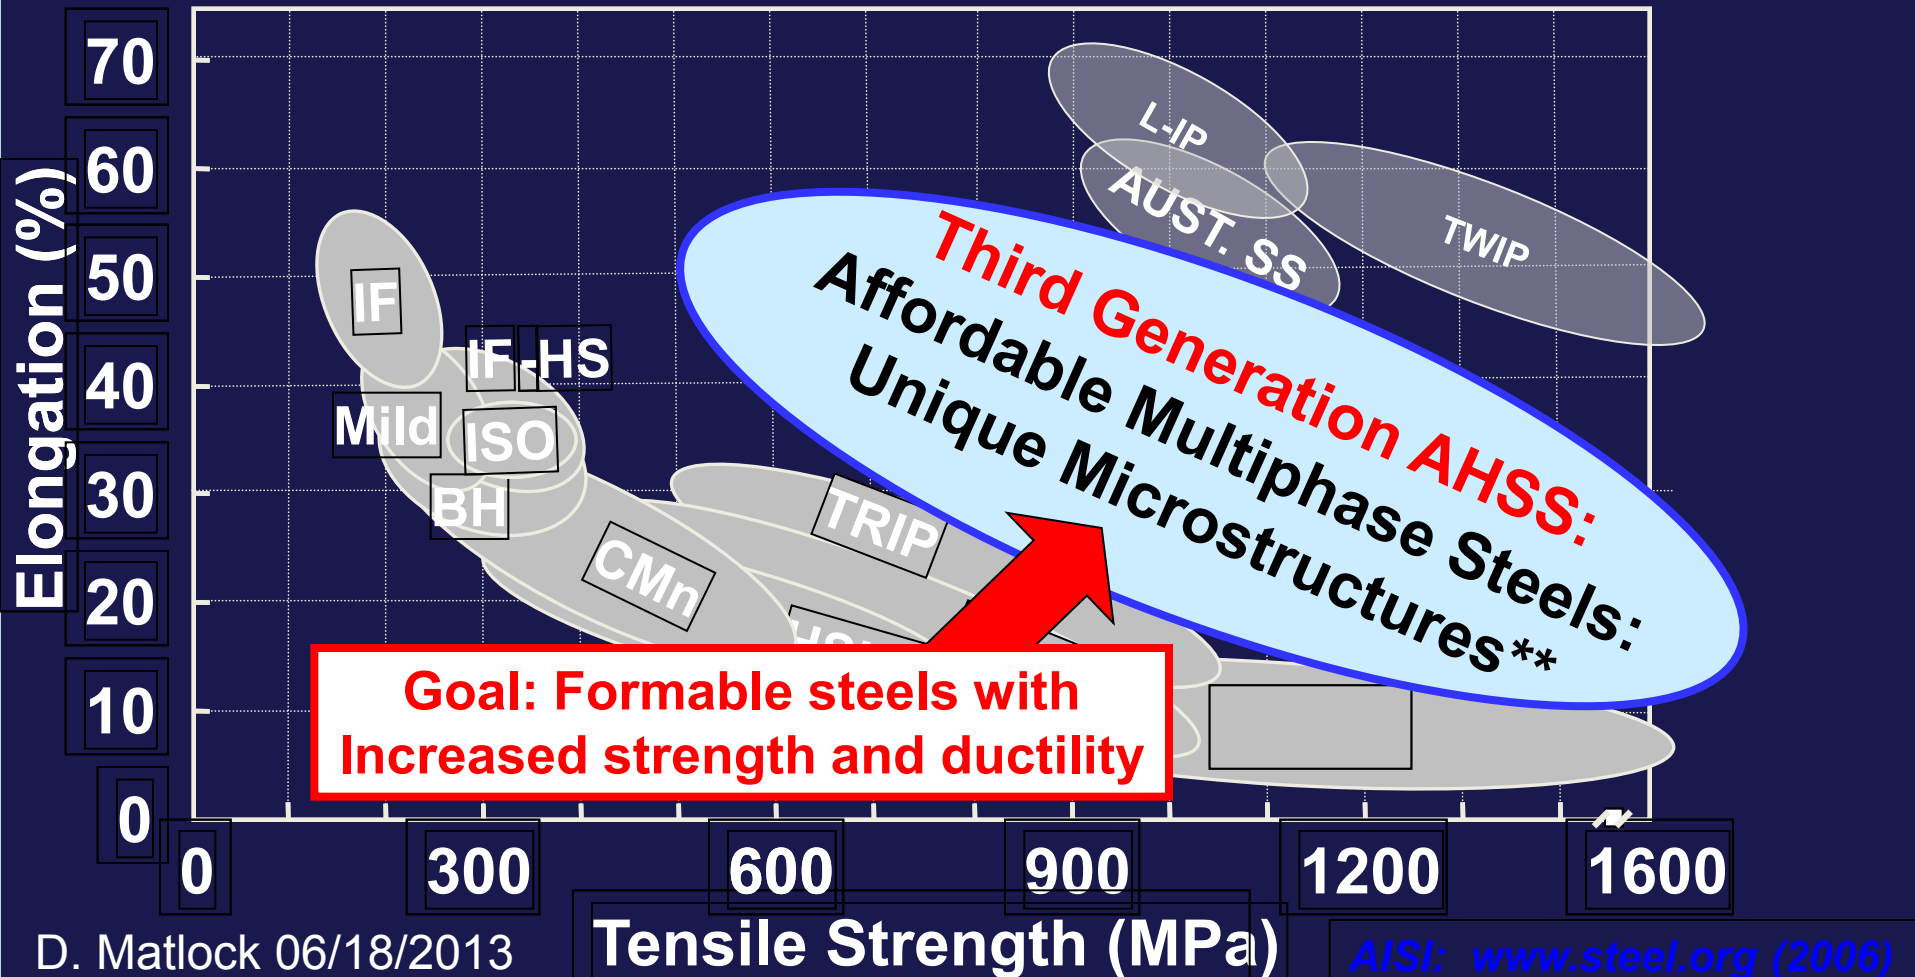 70
60
50
40
30
20
10
0
Elongation (%)
L-IP
AUST. SS
TWIP
IF
IF-HS
Mild
ISO
BH
CMn
TRIP
Third Generation AHSS:
Affordable Multiphase Steels:
Unique Microstructures**
Goal: Formable steels with
Increased strength and ductility
0 300 600 900 1200 1600
Tensile Strength (MPa)
D. Matlock 06/18/2013
AISI: www.steel.org (2006)